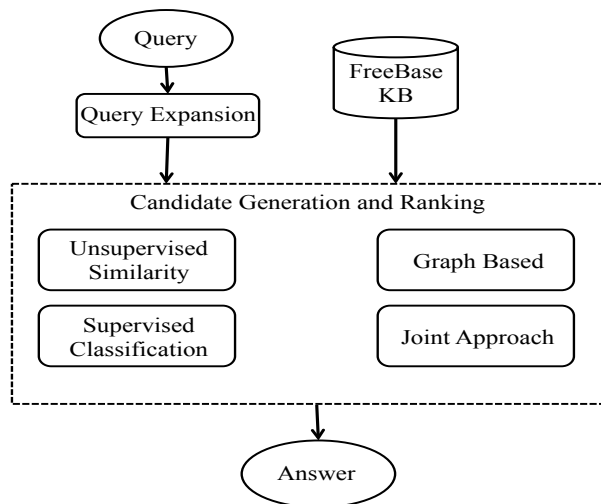 Query
FreeBase
KB
Query Expansion
Candidate Generation and Ranking
Unsupervised
Similarity
Graph Based
Supervised
Classification
Joint Approach
Answer